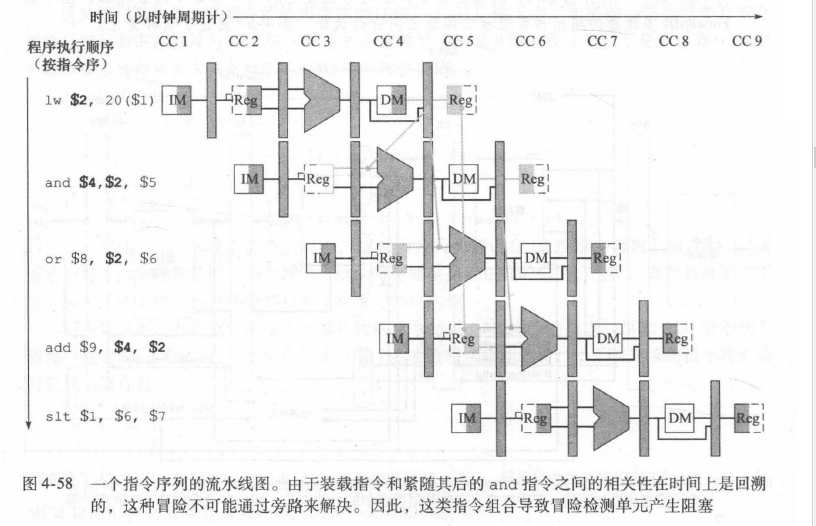 时间（以时钟周期计）
CC 1 CC 2 CC 3 CC 4 CC 5 CC 6 CC 7 CC 8 CC 9
程序执行顺序
（按指令序）
lw $2, 20($1) IM Reg DM Reg
and $4,$2, $5 IM Reg DM Reg
or $8, $2, $6 IM Reg DM Reg
add $9, $4, $2 IM Reg DM Reg
slt $1, $6, $7 IM Reg DM Reg
图 4-58 一个指令序列的流水线图。由于装载指令和紧随其后的 and 指令之间的相关性在时间上是回溯
的，这种冒险不可能通过旁路来解决。因此，这类指令组合导致冒险检测单元产生阻塞